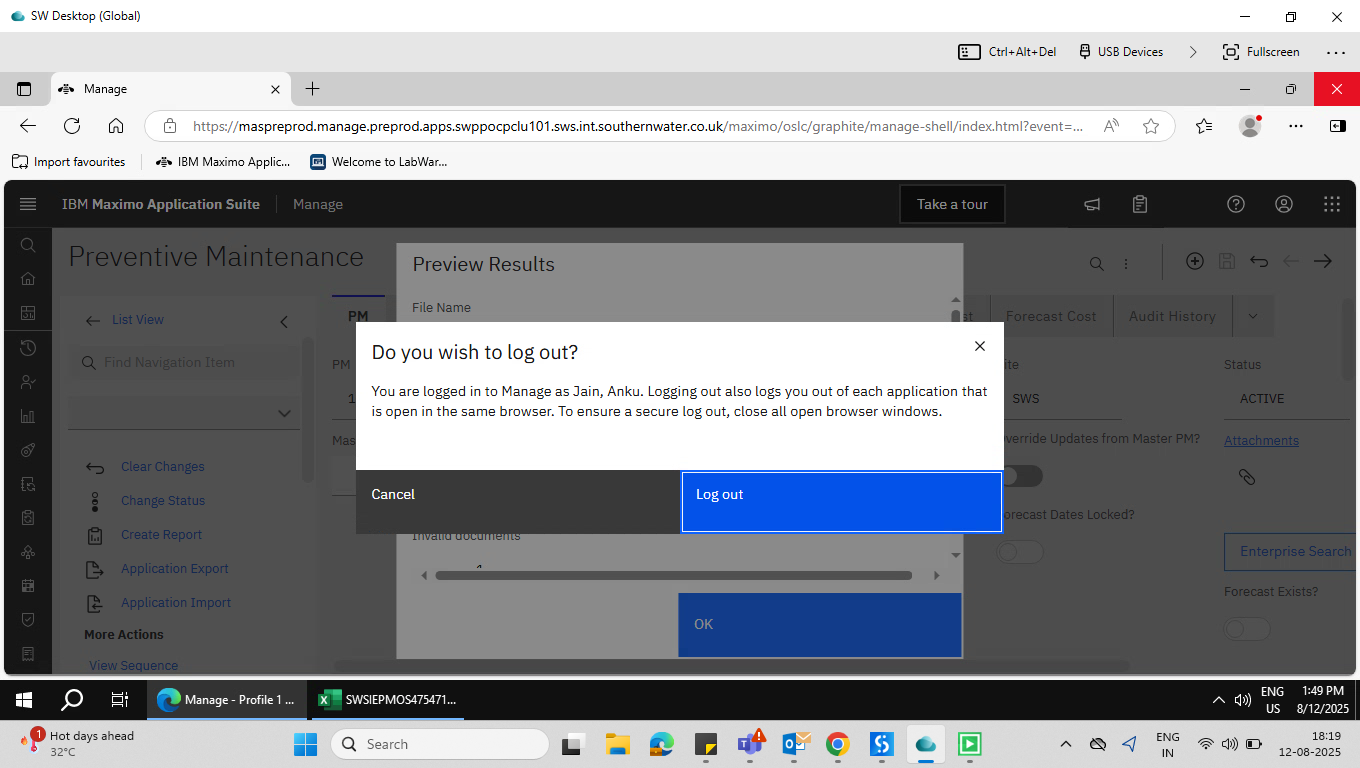 SW Desktop (Global)
Ctrl+Alt+Del
USB Devices
Fullscreen
Manage
https://maspreprod.manage.preprod.apps.swppocpclu101.sws.int.southernwater.co.uk/maximo/oslc/graphite/manage-shell/index.html?event=...
Import favourites
IBM Maximo Applic...
Welcome to LabWar...
IBM Maximo Application Suite
Manage
Take a tour
Preventive Maintenance
Preview Results
File Name
List View
PM
Forecast Cost
Audit History
Find Navigation Item
PM
Status
SWS
ACTIVE
Do you wish to log out?
You are logged in to Manage as Jain, Anku. Logging out also logs you out of each application that
is open in the same browser. To ensure a secure log out, close all open browser windows.
Override Updates from Master PM?
Attachments
Clear Changes
Cancel
Log out
Change Status
Forecast Dates Locked?
Create Report
Invalid documents
Enterprise Search
Application Export
Forecast Exists?
Application Import
OK
More Actions
View Sequence
Manage - Profile 1 ...
SWSIEPMOS475471...
ENG
US
1:49 PM
8/12/2025
1
Hot days ahead
32°C
Search
ENG
IN
18:19
12-08-2025